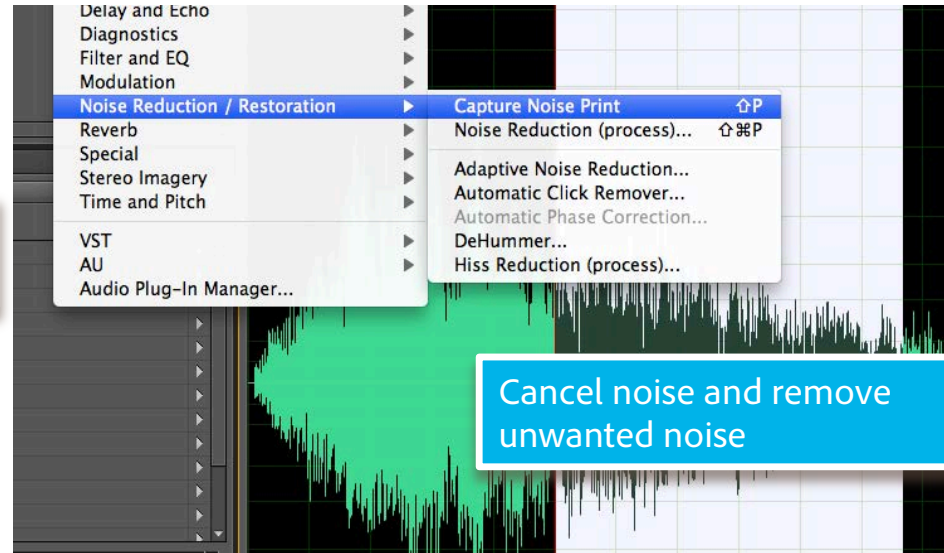 Delay and Echo
Diagnostics
Filter and EQ
Modulation
Noise Reduction / Restoration
Reverb
Special
Stereo Imagery
Time and Pitch
VST
AU
Audio Plug-In Manager...
Capture Noise Print ⇧P
Noise Reduction (process)... ⇧⌘P
Adaptive Noise Reduction...
Automatic Click Remover...
Automatic Phase Correction...
DeHummer...
Hiss Reduction (process)...
Cancel noise and remove
unwanted noise